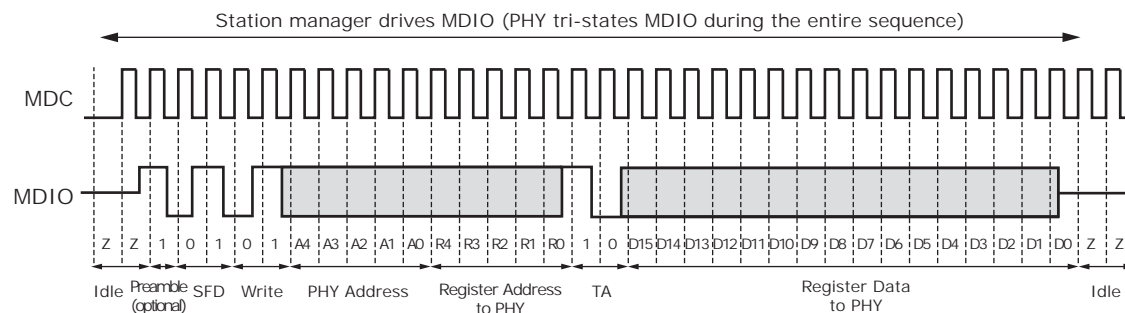 Station manager drives MDIO (PHY tri-states MDIO during the entire sequence)
MDC
MDIO
Z Z 1 0 1 0 1 A4 A3 A2 A1 A0 R4 R3 R2 R1 R0 1 0 D15 D14 D13 D12 D11 D10 D9 D8 D7 D6 D5 D4 D3 D2 D1 D0 Z Z
Idle Preamble SFD Write PHY Address Register Address TA Register Data Idle
(optional) to PHY to PHY